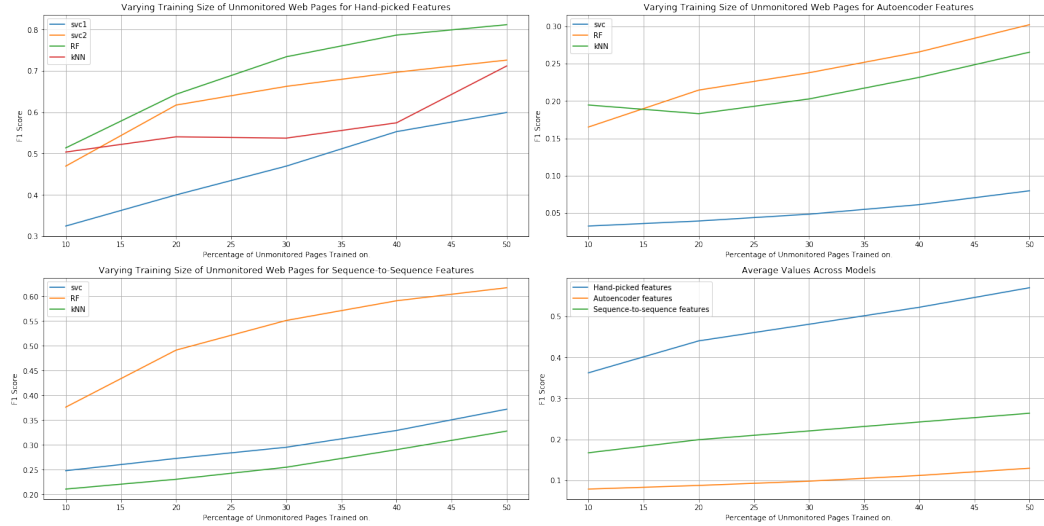 Varying Training Size of Unmonitored Web Pages for Hand-picked Features
svc1
svc2
RF
kNN
0.8
0.7
0.6
0.5
0.4
0.3
F1 Score
10 15 20 25 30 35 40 45 50
Percentage of Unmonitored Pages Trained on
Varying Training Size of Unmonitored Web Pages for Autoencoder Features
svc
RF
kNN
0.30
0.25
0.20
0.15
0.10
0.05
F1 Score
10 15 20 25 30 35 40 45 50
Percentage of Unmonitored Pages Trained on
Varying Training Size of Unmonitored Web Pages for Sequence-to-Sequence Features
svc
RF
kNN
0.60
0.55
0.50
0.45
0.40
0.35
0.30
0.25
0.20
F1 Score
10 15 20 25 30 35 40 45 50
Percentage of Unmonitored Pages Trained on
Average Values Across Models
Hand-picked features
Autoencoder features
Sequence-to-sequence features
0.5
0.4
0.3
0.2
0.1
F1 Score
10 15 20 25 30 35 40 45 50
Percentage of Unmonitored Pages Trained on